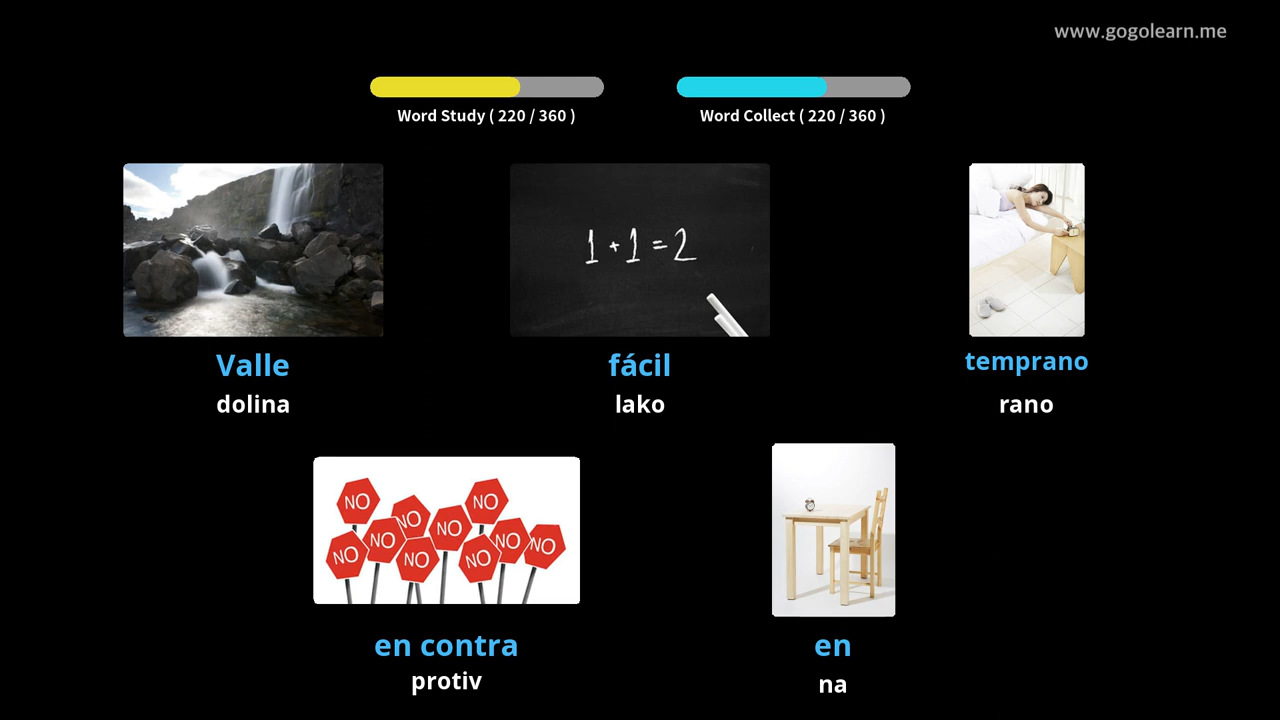 www.gogolearn.me
Word Study ( 220 / 360 )
Word Collect ( 220 / 360 )
1 + 1 = 2
Valle
dolina
fácil
lako
temprano
rano
NO
NO
NO
NO
NO
NO
NO
NO
NO
NO
en contra
protiv
en
na